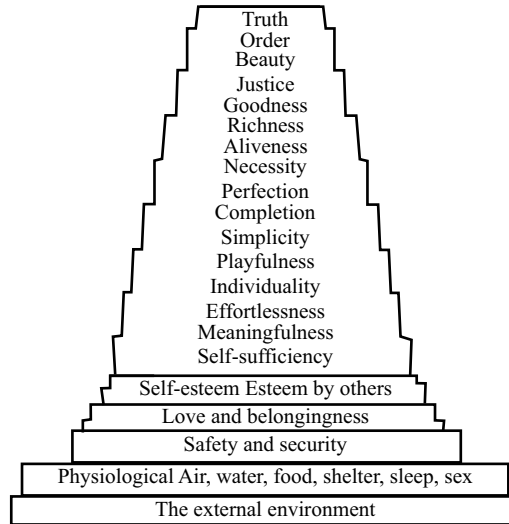 Truth
Order
Beauty
Justice
Goodness
Richness
Aliveness
Necessity
Perfection
Completion
Simplicity
Playfulness
Individuality
Effortlessness
Meaningfulness
Self-sufficiency
Self-esteem Esteem by others
Love and belongingness
Safety and security
Physiological Air, water, food, shelter, sleep, sex
The external environment